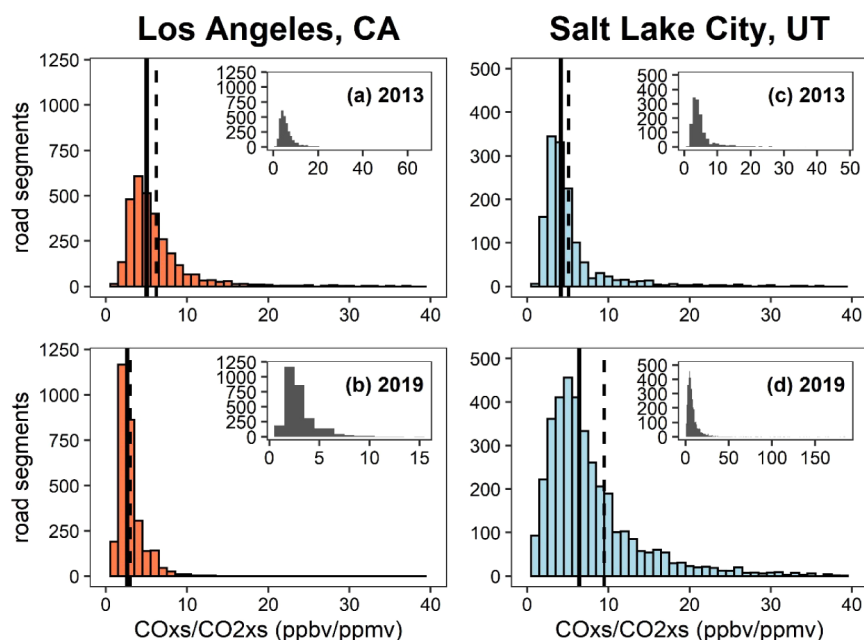 Los Angeles, CA
Salt Lake City, UT
road segments
1250
1000
750
500
250
0
0 10 20 30 40
(a) 2013
1250
1000
750
500
250
0
0 20 40 60
500
400
300
200
100
0
0 10 20 30 40
(c) 2013
500
400
300
200
100
0
0 10 20 30 40 50
road segments
1250
1000
750
500
250
0
0 10 20 30 40
COxs/CO2xs (ppbv/ppmv)
(b) 2019
1250
1000
750
500
250
0
0 5 10 15
500
400
300
200
100
0
0 10 20 30 40
COxs/CO2xs (ppbv/ppmv)
(d) 2019
500
400
300
200
100
0
0 50 100 150